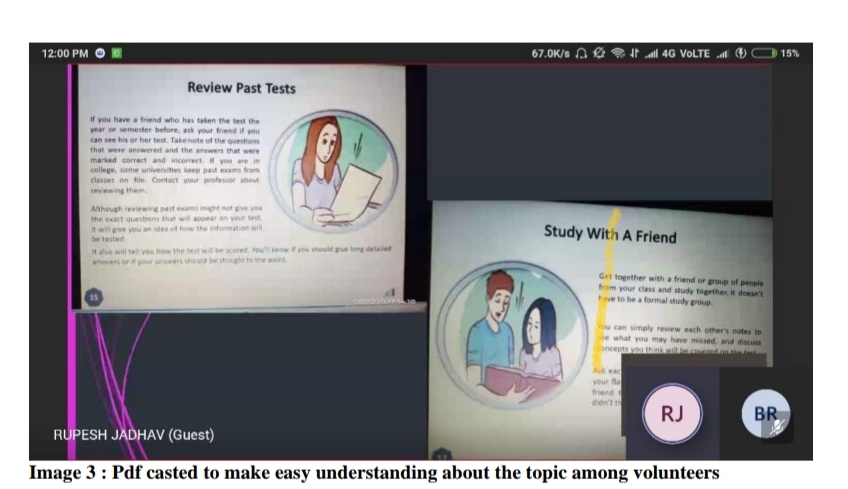 12:00 PM
67.0K/s 4G VoLTE 15%
Review Past Tests
If you have a friend who has taken the test the
year or semester before, ask your friend if you
can see his or her test. Take note of the questions
that were answered and the answers that were
marked correct and incorrect. If you are in
college, some universities keep past exams from
classes on file. Contact your professor about
reviewing them.
Although reviewing past exams might not give you
the exact questions that will appear on your test,
it will give you an idea of how the information will
be tested.
It also will tell you how the test will be scored. You'll know if you should give long detailed
answers or if your answers should be straight to the point.
15
Study With A Friend
Get together with a friend or group of people
from your class and study together. It doesn't
have to be a formal study group.
You can simply review each other's notes to
see what you may have missed, and discuss
concepts you think will be covered on the test.
Ask eac
your fla
friend
didn't th
RJ
BR
RUPESH JADHAV (Guest)
Image 3 : Pdf casted to make easy understanding about the topic among volunteers